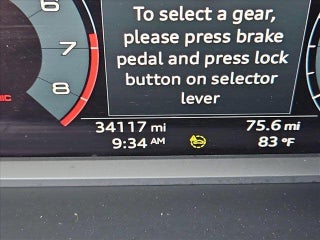 To select a gear,
please press brake
pedal and press lock
button on selector
lever
7
8
34117 mi
75.6 mi
9:34 AM
83 °F